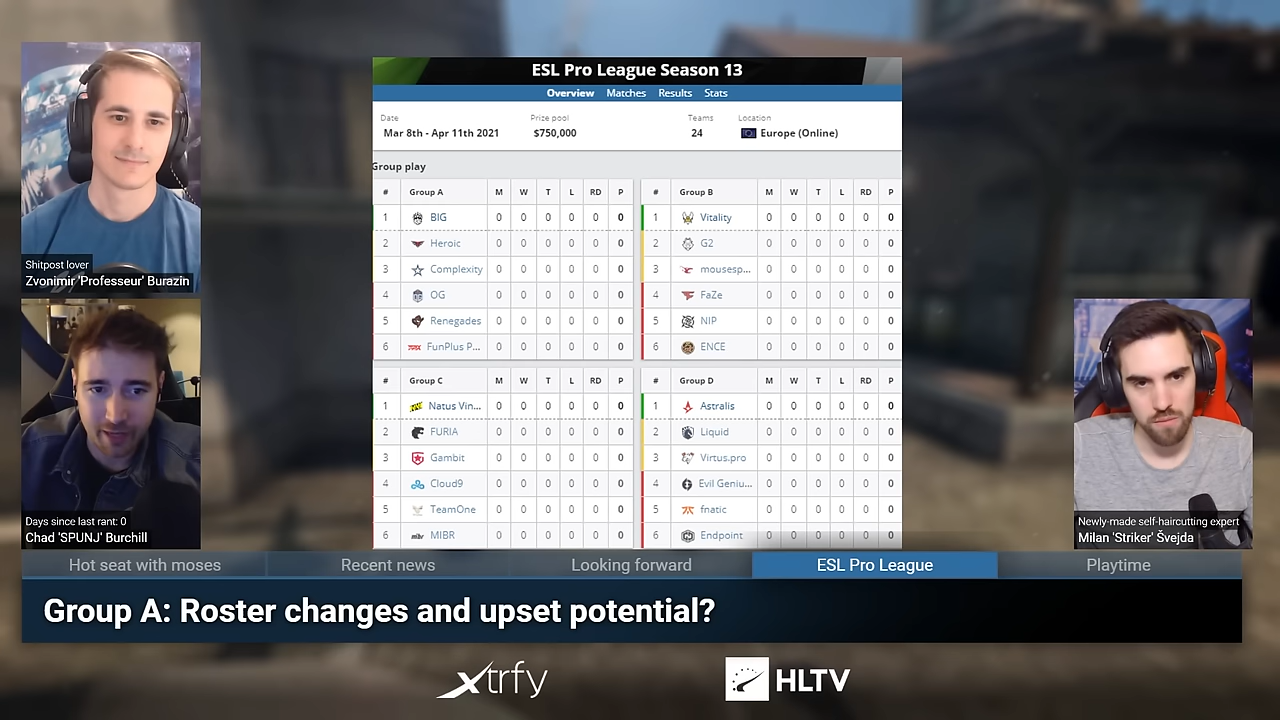 ESL Pro League Season 13
Overview Matches Results Stats
Date Prize pool Teams Location
Mar 8th - Apr 11th 2021 $750,000 24 Europe (Online)
Group play
# Group A M W T L RD P
1 BIG 0 0 0 0 0 0
2 Heroic 0 0 0 0 0 0
3 Complexity 0 0 0 0 0 0
4 OG 0 0 0 0 0 0
5 Renegades 0 0 0 0 0 0
6 FunPlus P... 0 0 0 0 0 0
# Group B M W T L RD P
1 Vitality 0 0 0 0 0 0
2 G2 0 0 0 0 0 0
3 mousesp... 0 0 0 0 0 0
4 FaZe 0 0 0 0 0 0
5 NIP 0 0 0 0 0 0
6 ENCE 0 0 0 0 0 0
# Group C M W T L RD P
1 Natus Vin... 0 0 0 0 0 0
2 FURIA 0 0 0 0 0 0
3 Gambit 0 0 0 0 0 0
4 Cloud9 0 0 0 0 0 0
5 TeamOne 0 0 0 0 0 0
6 MIBR 0 0 0 0 0 0
# Group D M W T L RD P
1 Astralis 0 0 0 0 0 0
2 Liquid 0 0 0 0 0 0
3 Virtus.pro 0 0 0 0 0 0
4 Evil Geniu... 0 0 0 0 0 0
5 fnatic 0 0 0 0 0 0
6 Endpoint 0 0 0 0 0 0
Shitpost lover
Zvonimir 'Professeur' Burazin
Days since last rant: 0
Chad 'SPUNJ' Burchill
Newly-made self-haircutting expert
Milan 'Striker' Švejda
Hot seat with moses Recent news Looking forward ESL Pro League Playtime
Group A: Roster changes and upset potential?
xtrfy HLTV